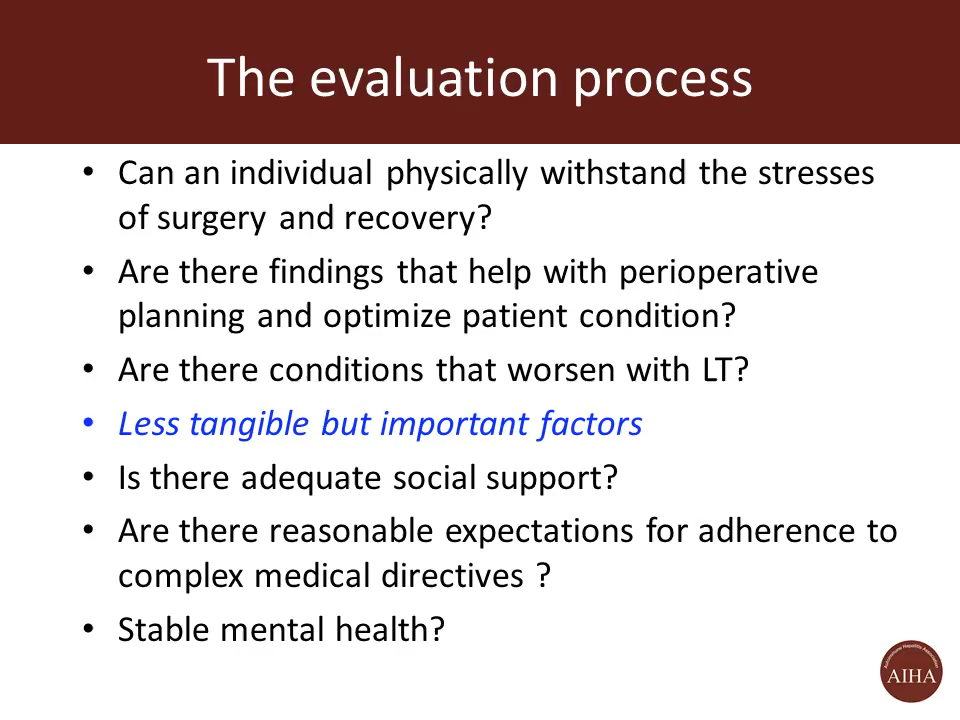 The evaluation process
• Can an individual physically withstand the stresses
of surgery and recovery?
• Are there findings that help with perioperative
planning and optimize patient condition?
• Are there conditions that worsen with LT?
• Less tangible but important factors
• Is there adequate social support?
• Are there reasonable expectations for adherence to
complex medical directives ?
• Stable mental health?
Autoimmune Hepatitis Association
AIHA